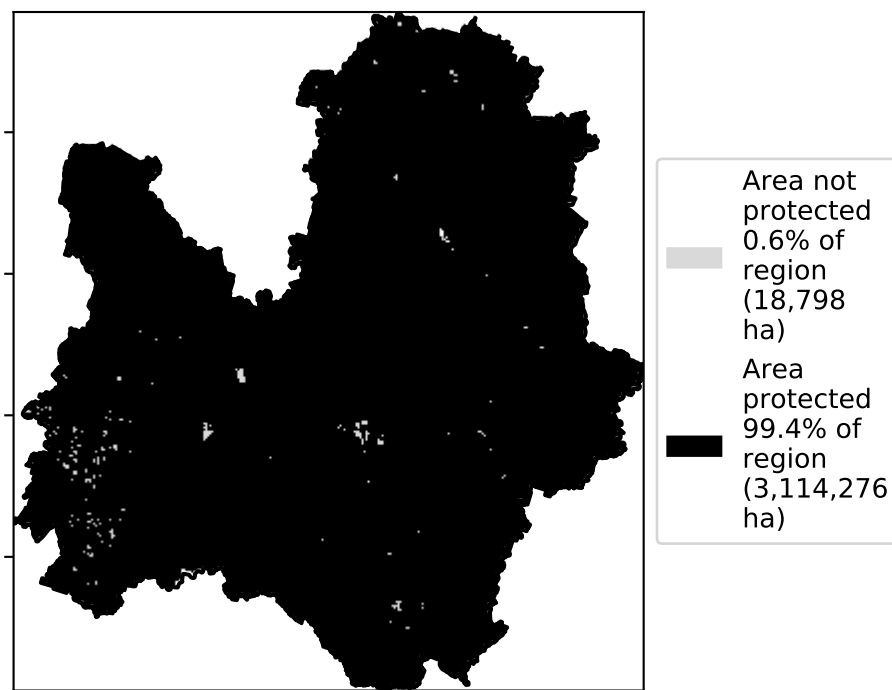 Area not
protected
0.6% of
region
(18,798
ha)
Area
protected
99.4% of
region
(3,114,276
ha)